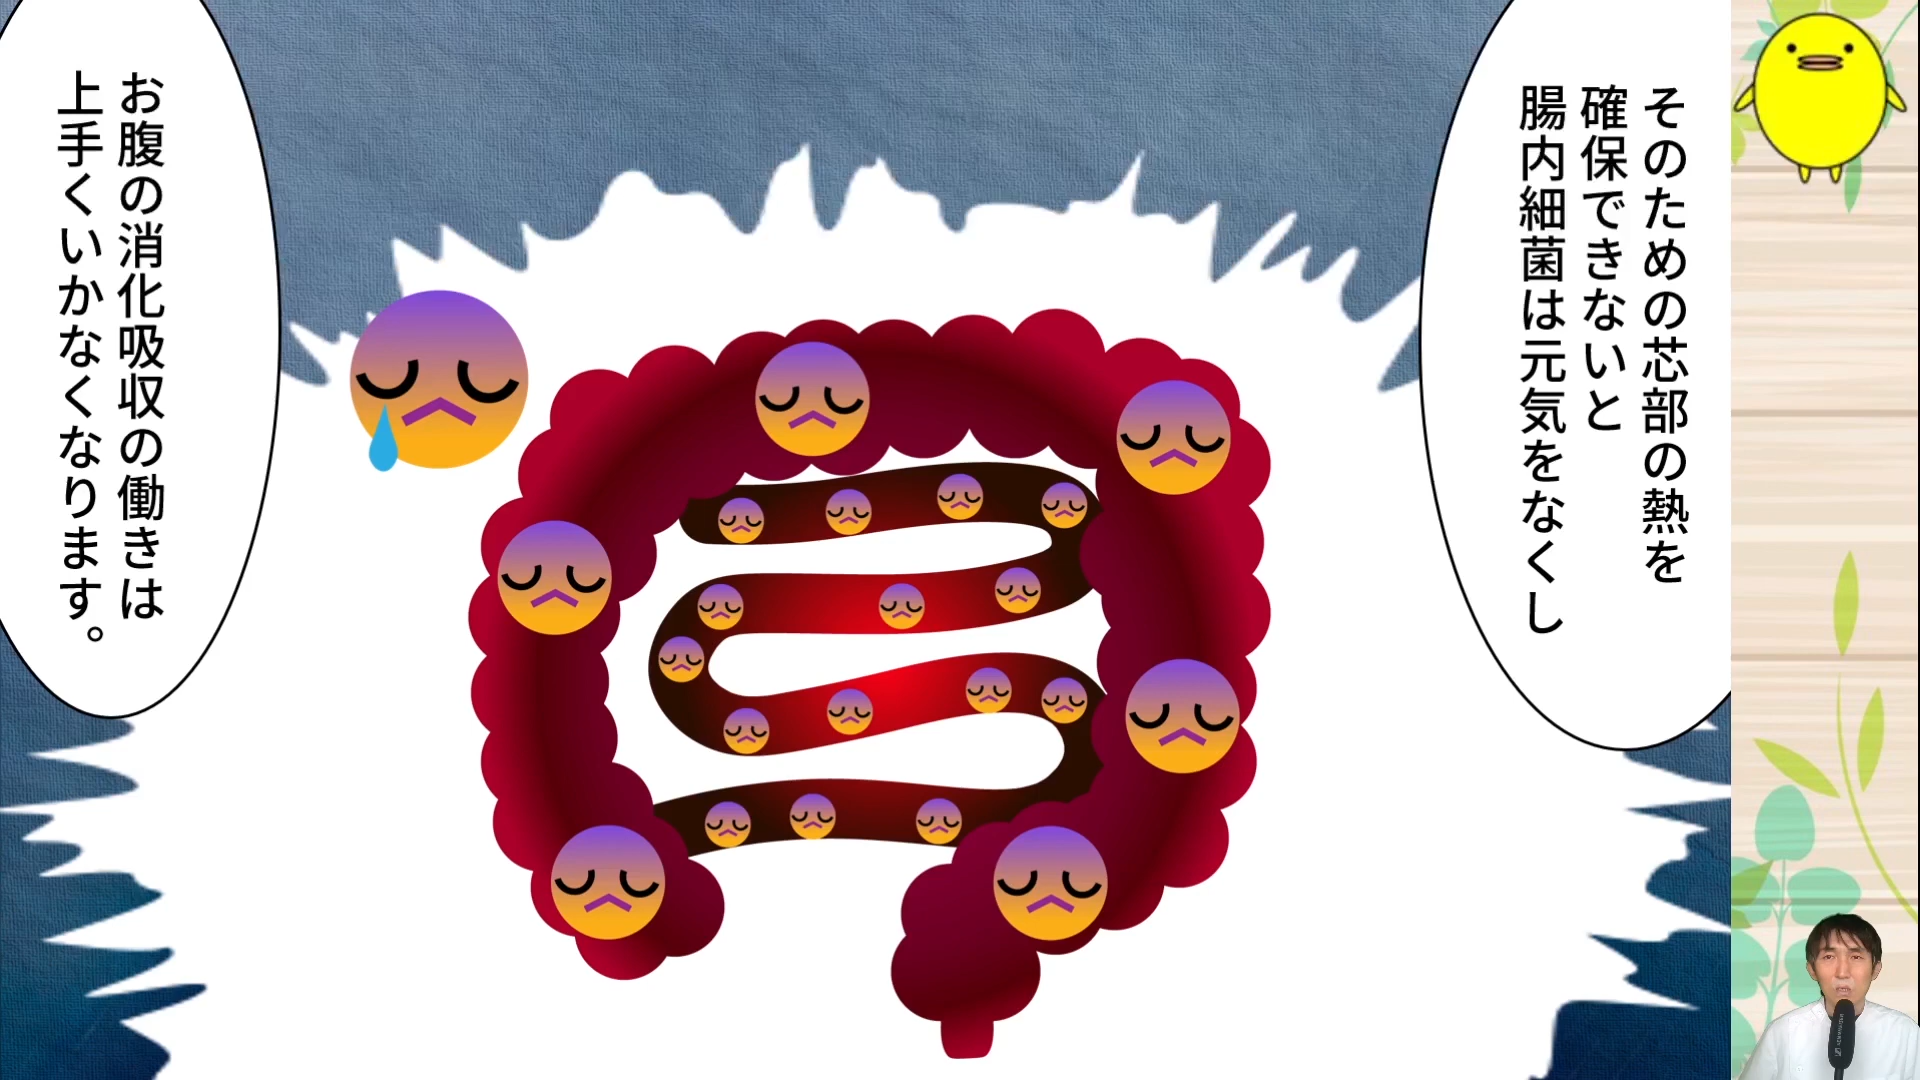 そのための芯部の熱を
確保できないと
腸内細菌は元気をなくし
お腹の消化吸収の働きは
上手くいかなくなります。